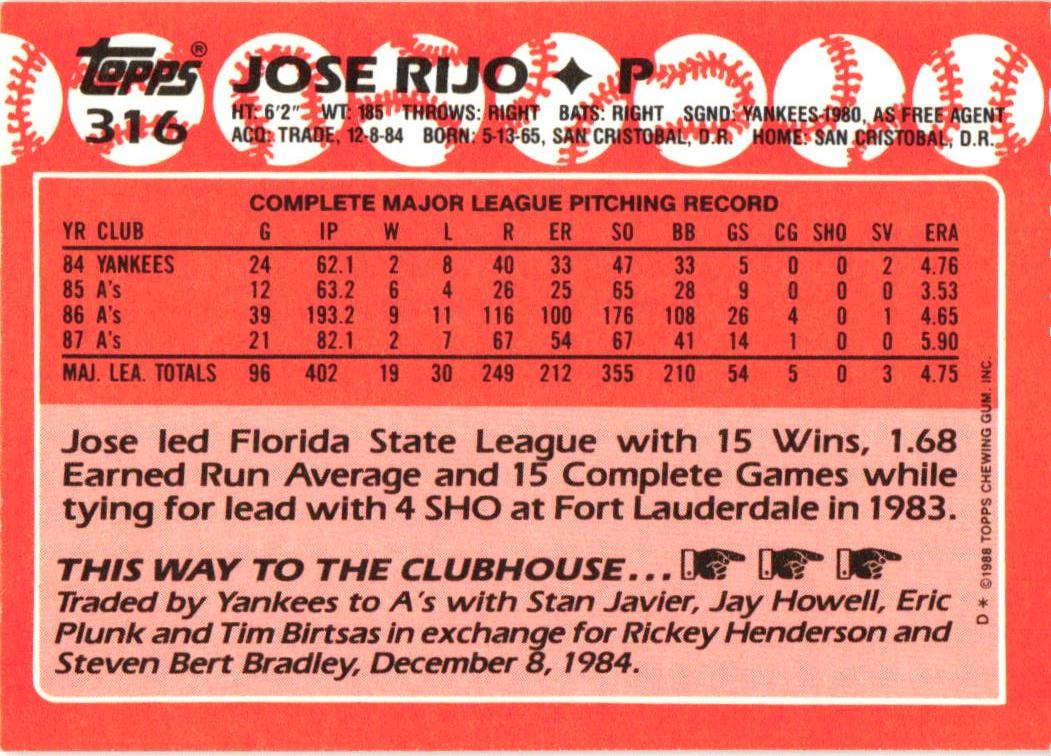 Topps®
316
JOSE RIJO ✦ P
HT: 6'2" WT: 185 THROWS: RIGHT BATS: RIGHT SGND: YANKEES-1980, AS FREE AGENT
ACQ: TRADE, 12-8-84 BORN: 5-13-65, SAN CRISTOBAL, D.R. HOME: SAN CRISTOBAL, D.R.
COMPLETE MAJOR LEAGUE PITCHING RECORD
YR CLUB G IP W L R ER SO BB GS CG SHO SV ERA
84 YANKEES 24 62.1 2 8 40 33 47 33 5 0 0 2 4.76
85 A's 12 63.2 6 4 26 25 65 28 9 0 0 0 3.53
86 A's 39 193.2 9 11 116 100 176 108 26 4 0 1 4.65
87 A's 21 82.1 2 7 67 54 67 41 14 1 0 0 5.90
MAJ. LEA. TOTALS 96 402 19 30 249 212 355 210 54 5 0 3 4.75
Jose led Florida State League with 15 Wins, 1.68
Earned Run Average and 15 Complete Games while
tying for lead with 4 SHO at Fort Lauderdale in 1983.
THIS WAY TO THE CLUBHOUSE...
Traded by Yankees to A's with Stan Javier, Jay Howell, Eric
Plunk and Tim Birtsas in exchange for Rickey Henderson and
Steven Bert Bradley, December 8, 1984.
D* ©1988 TOPPS CHEWING GUM, INC.